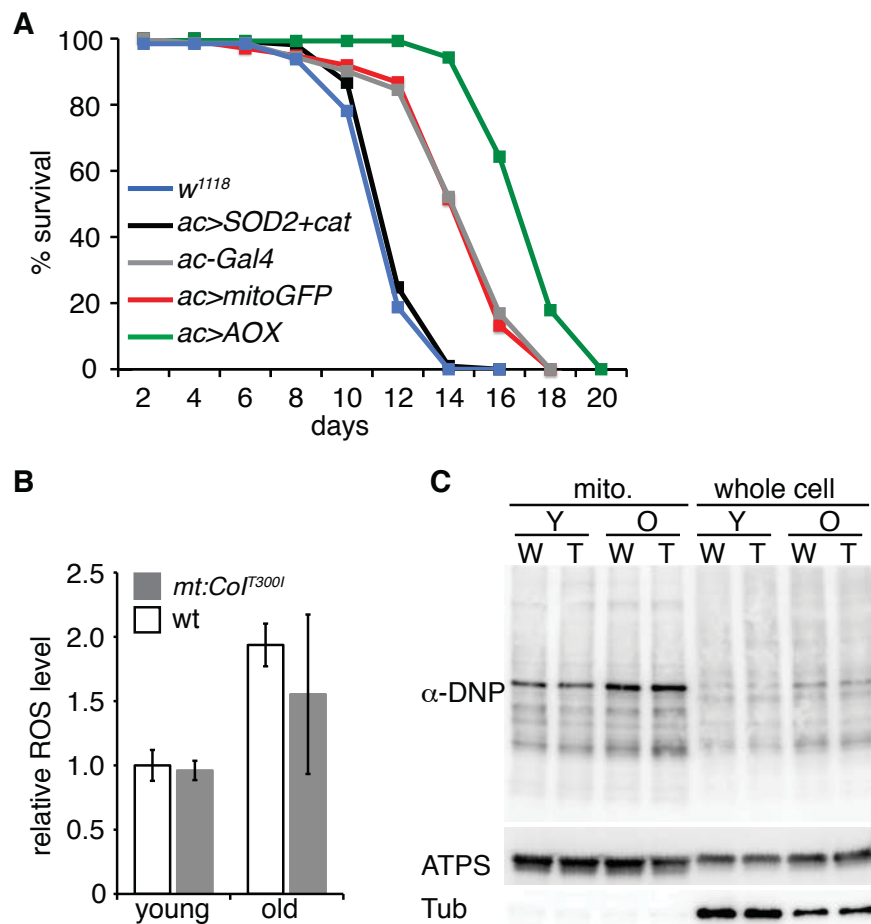 A
100
80
60
40
20
0
% survival
w1118
ac>SOD2+cat
ac-Gal4
ac>mitoGFP
ac>AOX
2 4 6 8 10 12 14 16 18 20
days
B
2.5
2.0
1.5
1.0
0.5
0
relative ROS level
mt:CoIT300I
wt
young old
C
mito. whole cell
Y O Y O
W T W T W T W T
α-DNP
ATPS
Tub